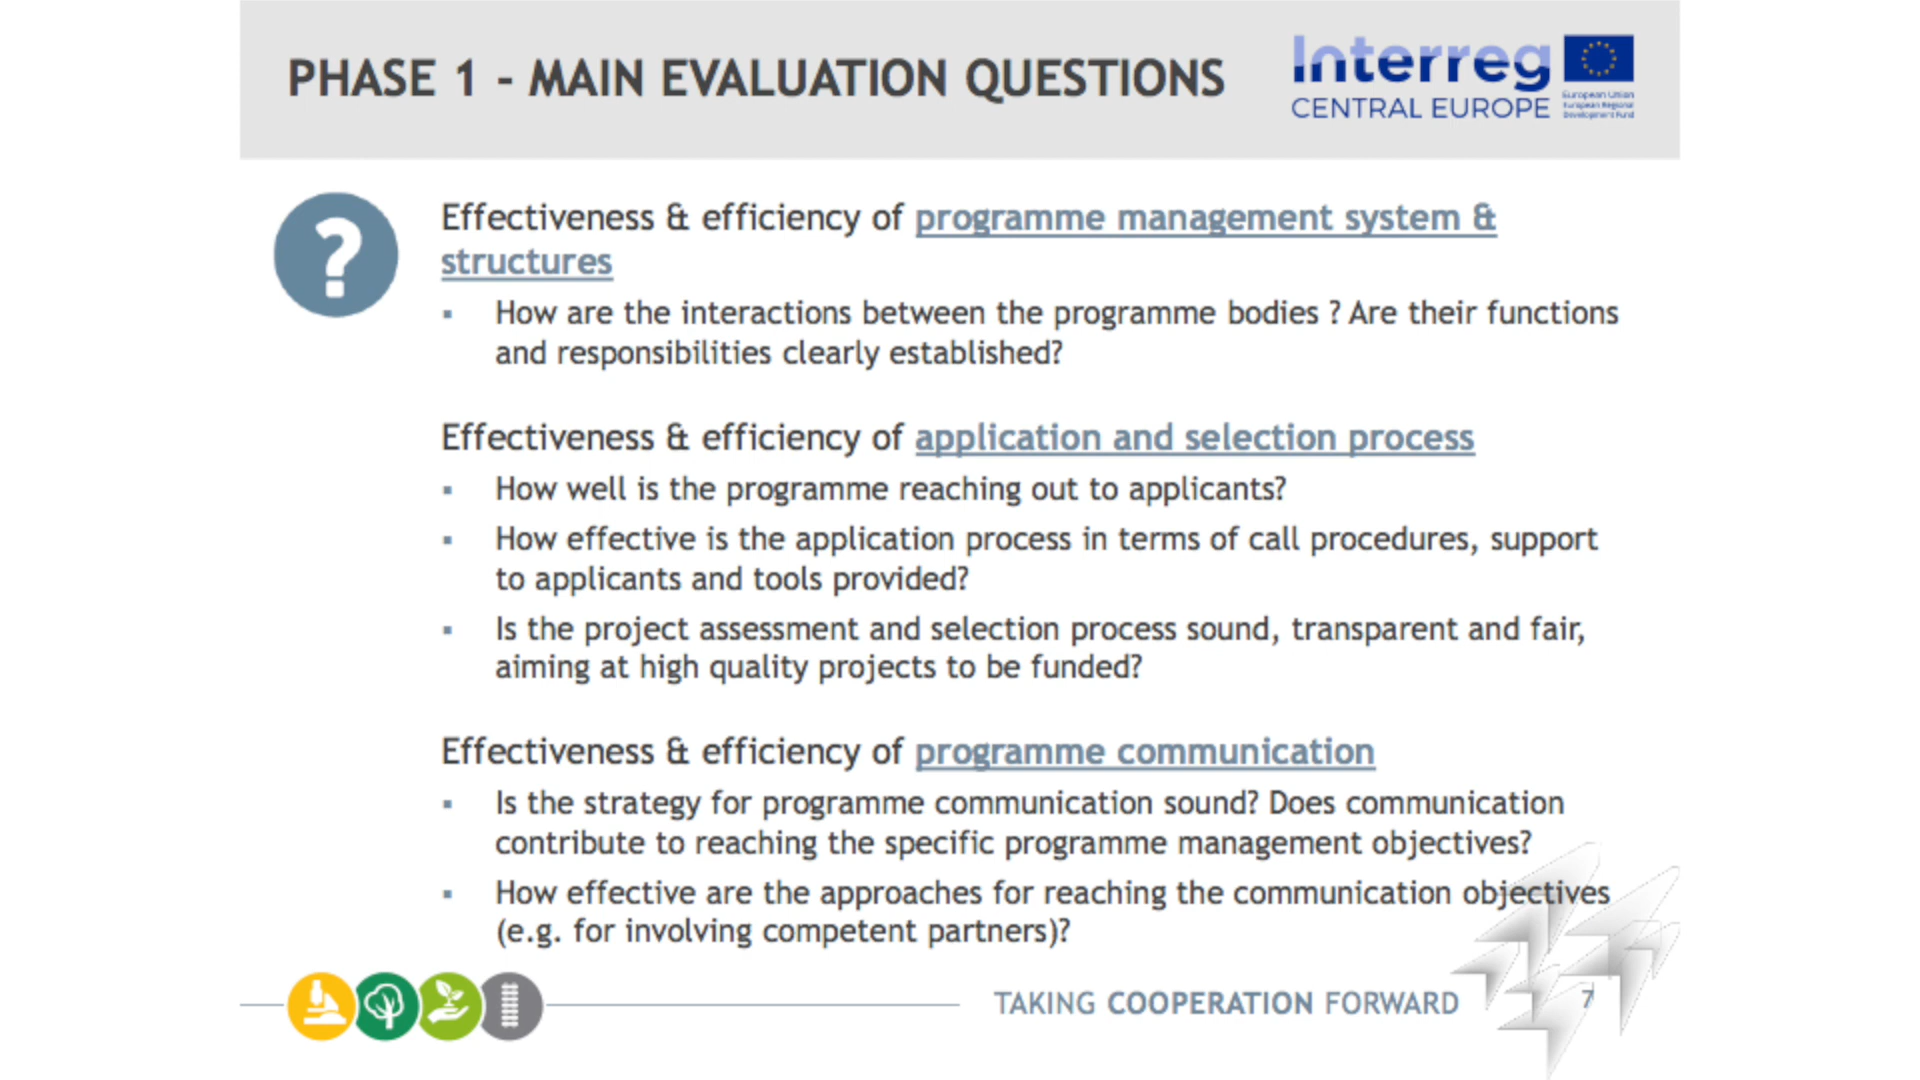 PHASE 1 - MAIN EVALUATION QUESTIONS
Interreg
CENTRAL EUROPE
European Union
European Regional
Development Fund
?
Effectiveness & efficiency of programme management system &
structures
▪ How are the interactions between the programme bodies ? Are their functions
and responsibilities clearly established?
Effectiveness & efficiency of application and selection process
▪ How well is the programme reaching out to applicants?
▪ How effective is the application process in terms of call procedures, support
to applicants and tools provided?
▪ Is the project assessment and selection process sound, transparent and fair,
aiming at high quality projects to be funded?
Effectiveness & efficiency of programme communication
▪ Is the strategy for programme communication sound? Does communication
contribute to reaching the specific programme management objectives?
▪ How effective are the approaches for reaching the communication objectives
(e.g. for involving competent partners)?
TAKING COOPERATION FORWARD
7